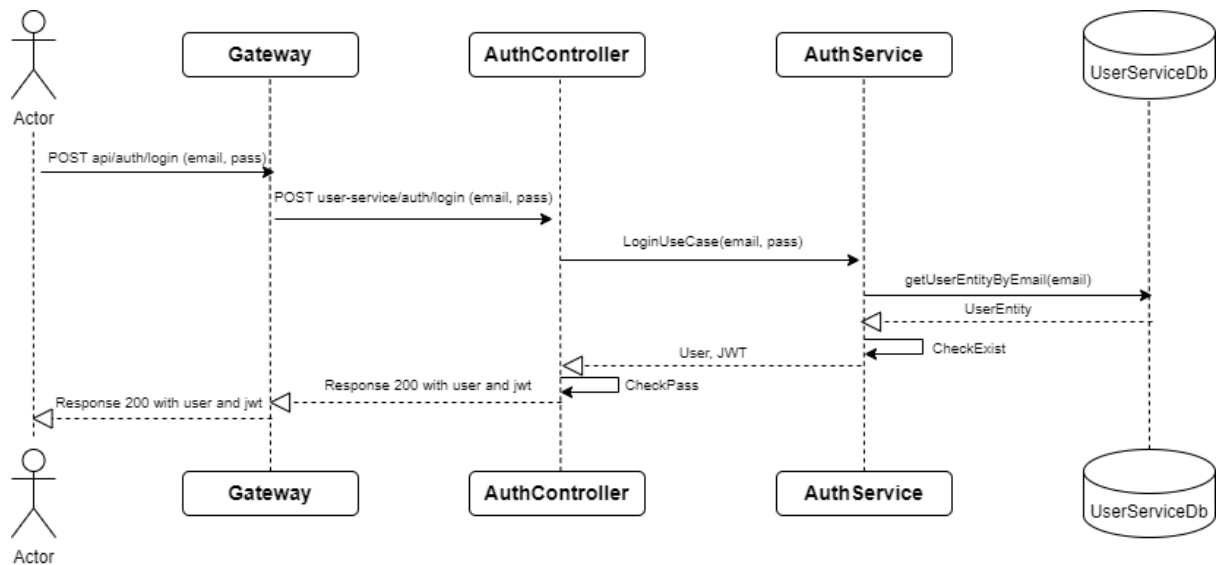 Actor
Gateway
AuthController
AuthService
UserServiceDb
POST api/auth/login (email, pass)
POST user-service/auth/login (email, pass)
LoginUseCase(email, pass)
getUserEntityByEmail(email)
UserEntity
CheckExist
User, JWT
CheckPass
Response 200 with user and jwt
Response 200 with user and jwt
Actor
Gateway
AuthController
AuthService
UserServiceDb